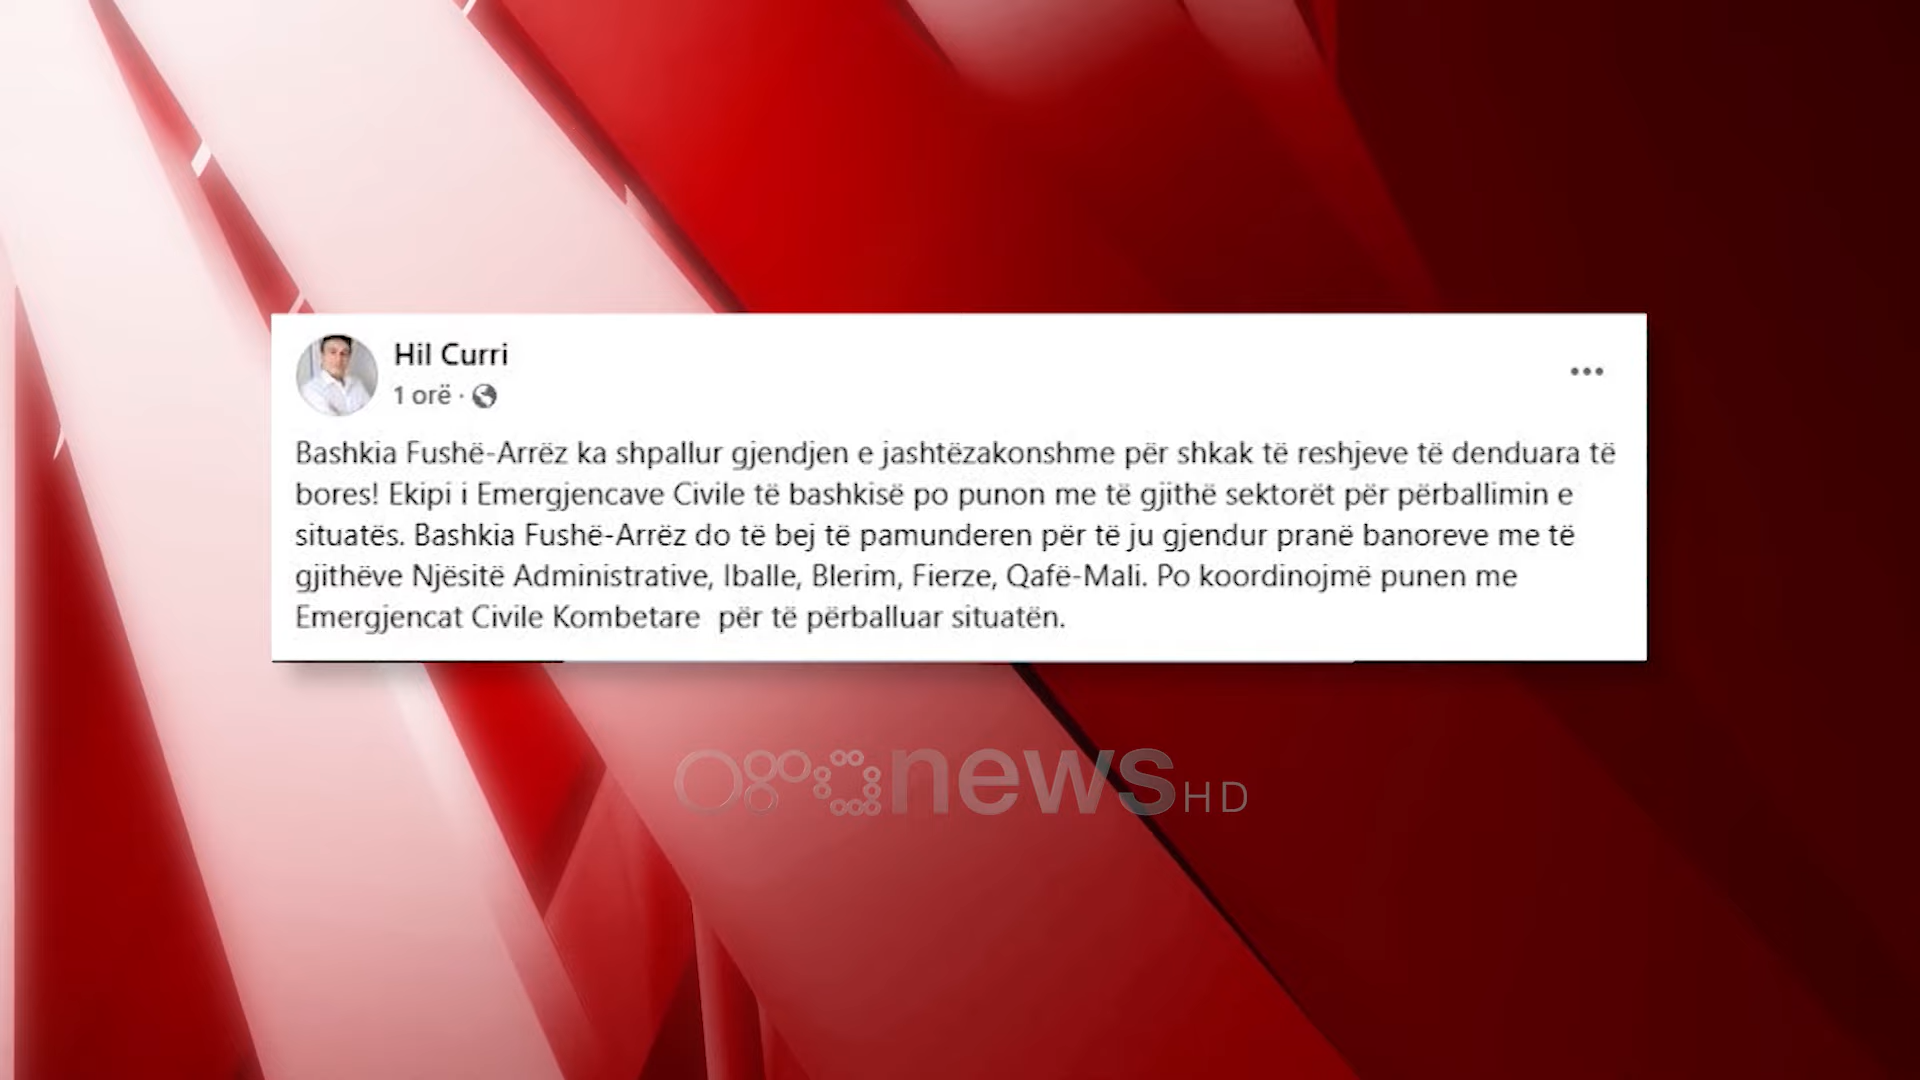 Hil Curri
1 orë ·
Bashkia Fushë-Arrëz ka shpallur gjendjen e jashtëzakonshme për shkak të reshjeve të denduara të
bores! Ekipi i Emergjencave Civile të bashkisë po punon me të gjithë sektorët për përballimin e
situatës. Bashkia Fushë-Arrëz do të bej të pamunderen për të ju gjendur pranë banoreve me të
gjithëve Njësitë Administrative, Iballe, Blerim, Fierze, Qafë-Mali. Po koordinojmë punen me
Emergjencat Civile Kombetare  për të përballuar situatën.
ora news HD